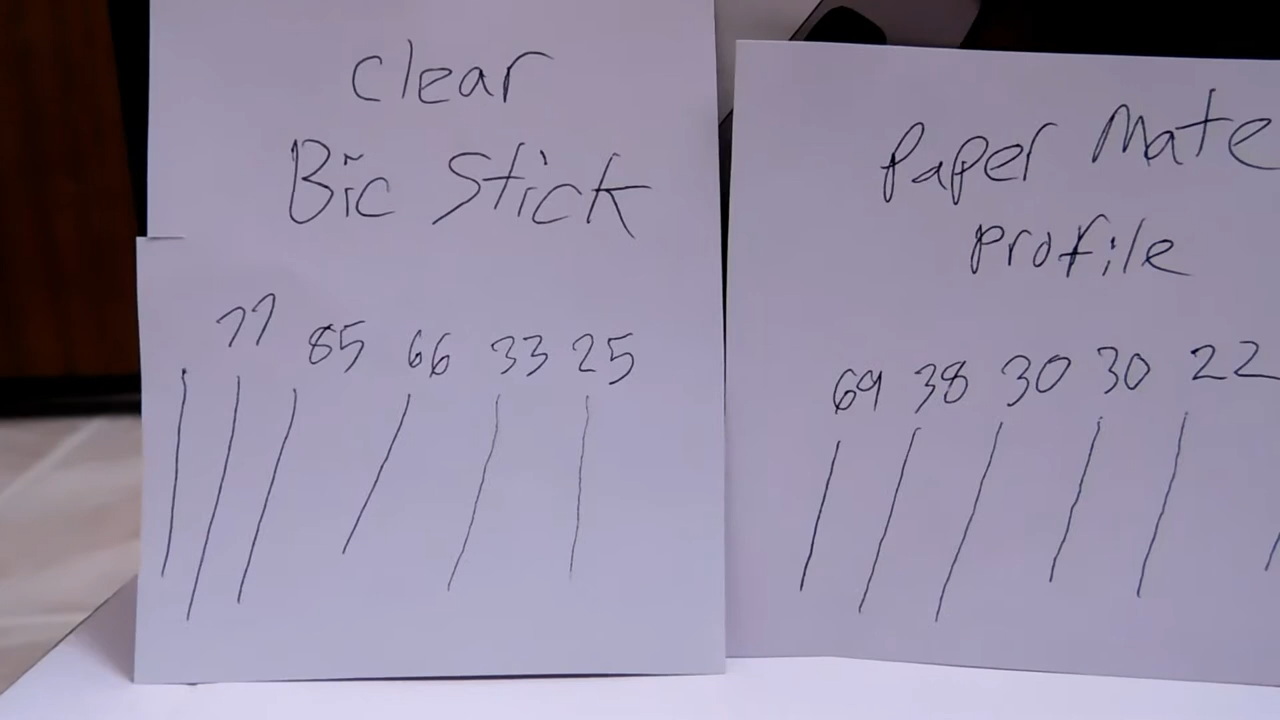 clear
Bic Stick
77 85 66 33 25
Paper Mate
profile
69 38 30 30 22